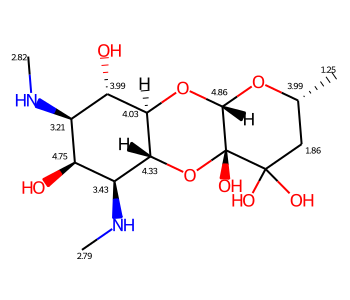 2.82
OH
1.25
H
HN
3.99
O
4.86
O
3.99
3.21
4.03
H
H
1.86
4.75
4.33
HO
3.43
O
OH
HO
OH
NH
2.79